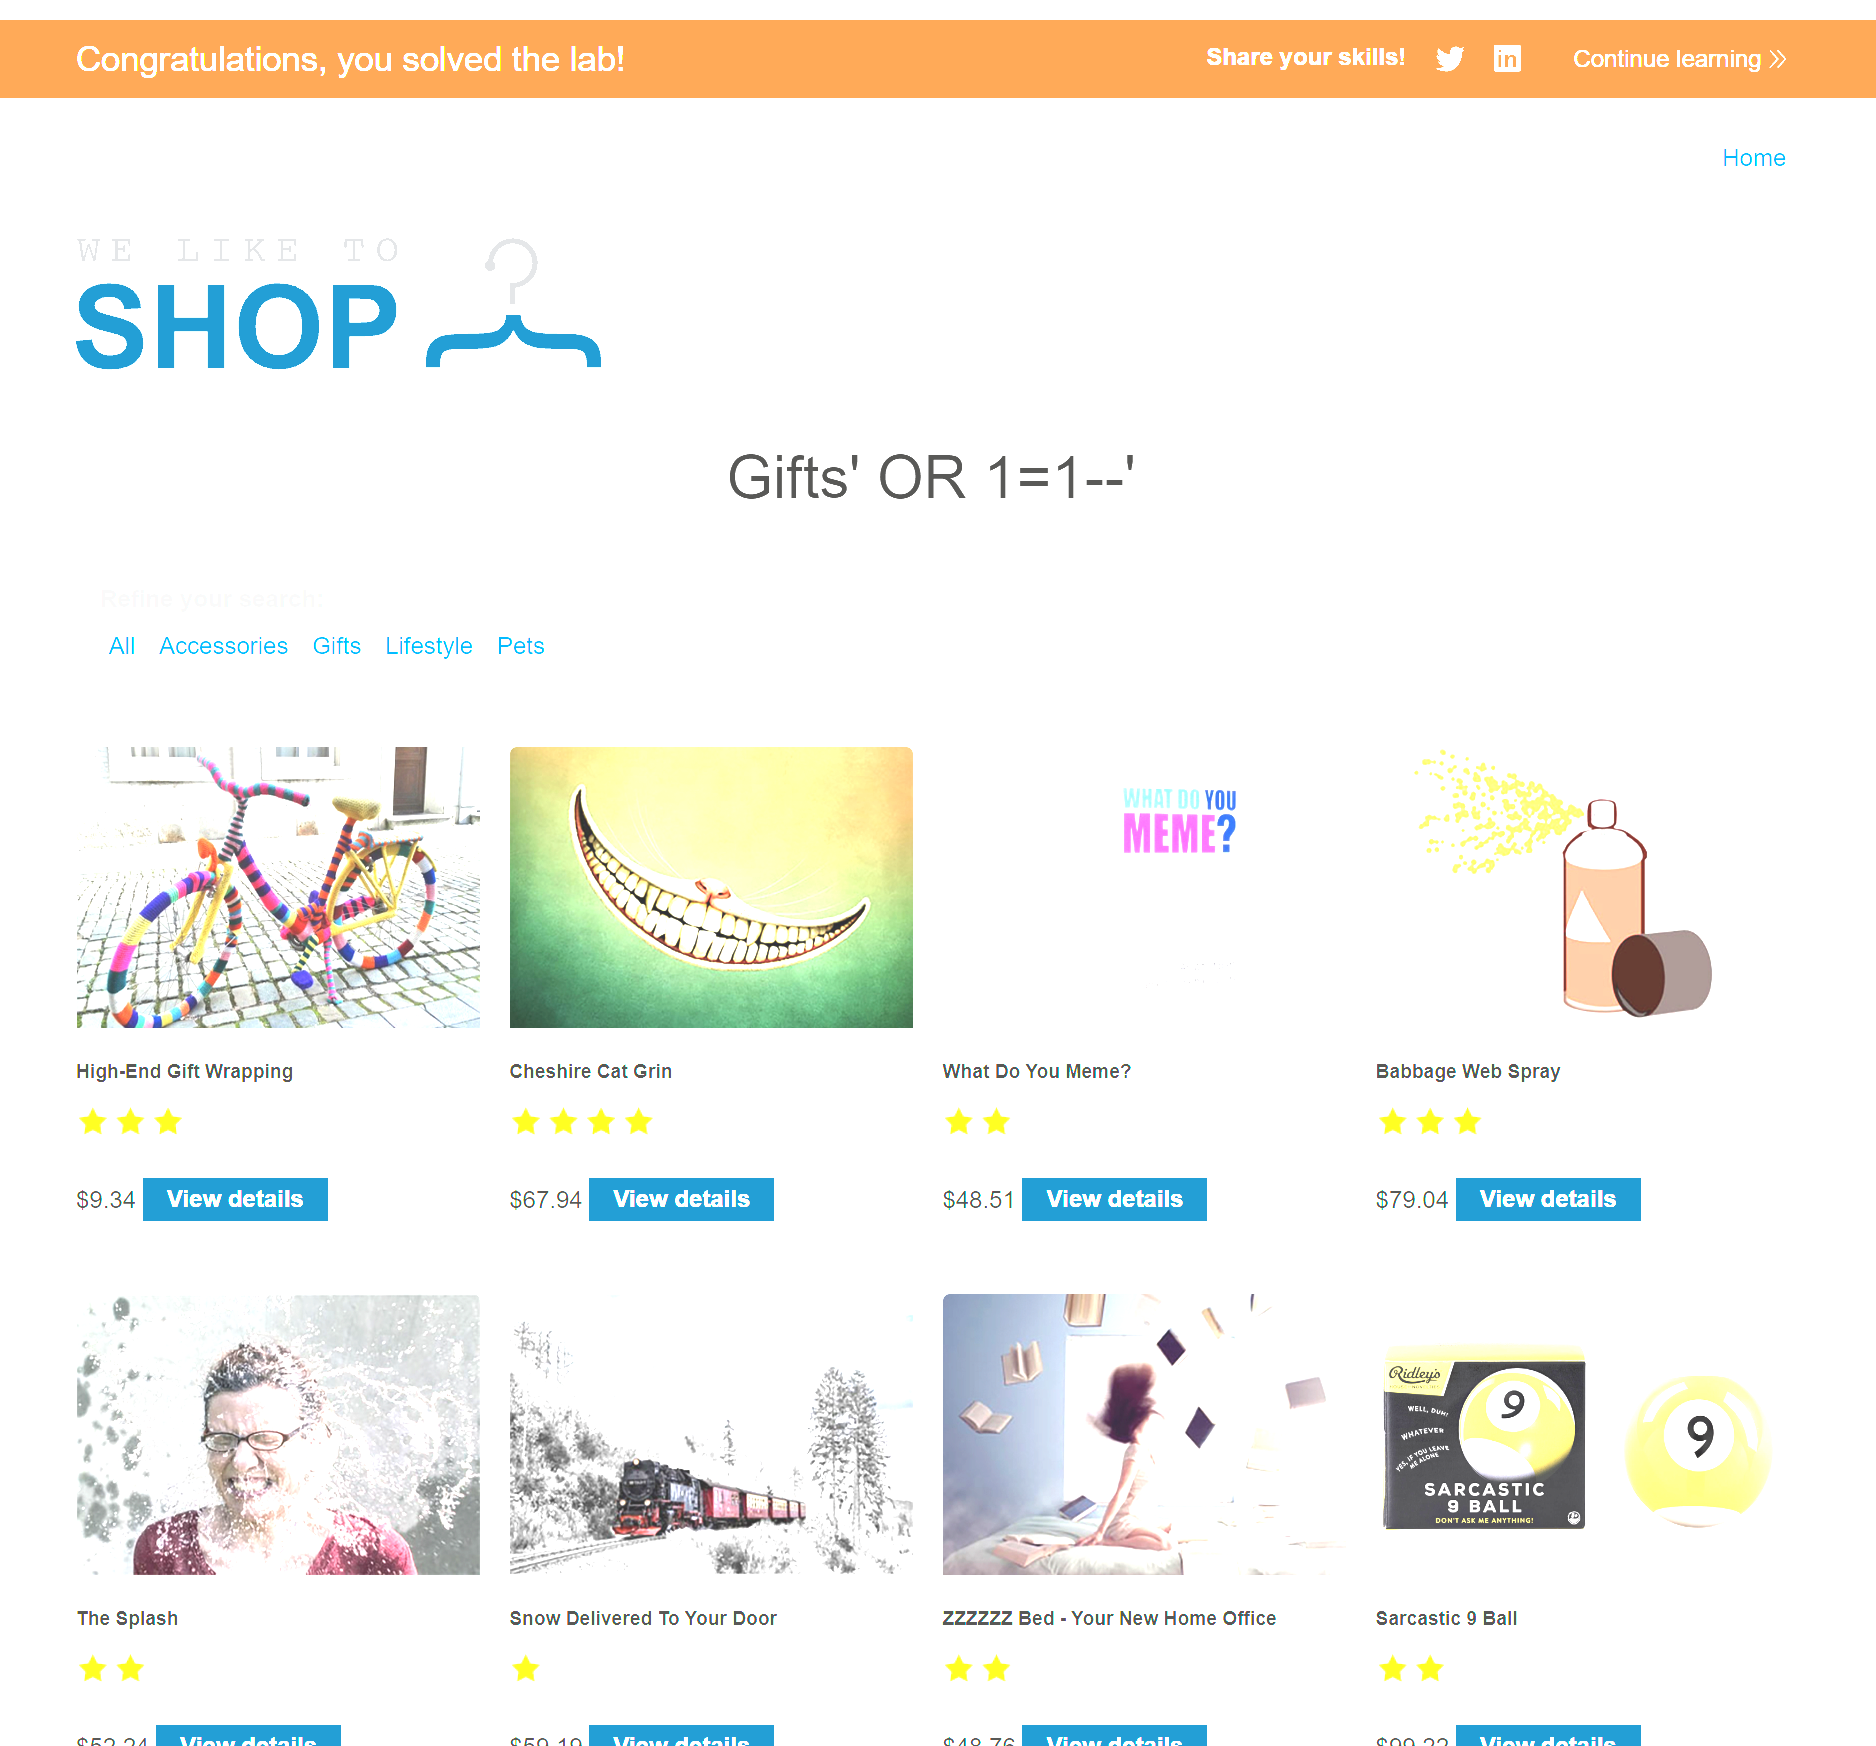 Congratulations, you solved the lab!
Share your skills!
Continue learning
Home
WE LIKE TO
SHOP
Gifts' OR 1=1--'
Refine your search:
All Accessories Gifts Lifestyle Pets
WHAT DO YOU
MEME?
High-End Gift Wrapping
Cheshire Cat Grin
What Do You Meme?
Babbage Web Spray
$9.34 View details
$67.94 View details
$48.51 View details
$79.04 View details
Ridley's
WELL, DUH!
WHATEVER
YES, IF YOU LEAVE
ME ALONE
9
SARCASTIC
9 BALL
DON'T ASK ME ANYTHING!
9
The Splash
Snow Delivered To Your Door
ZZZZZZ Bed - Your New Home Office
Sarcastic 9 Ball
View details
View details
View details
View details